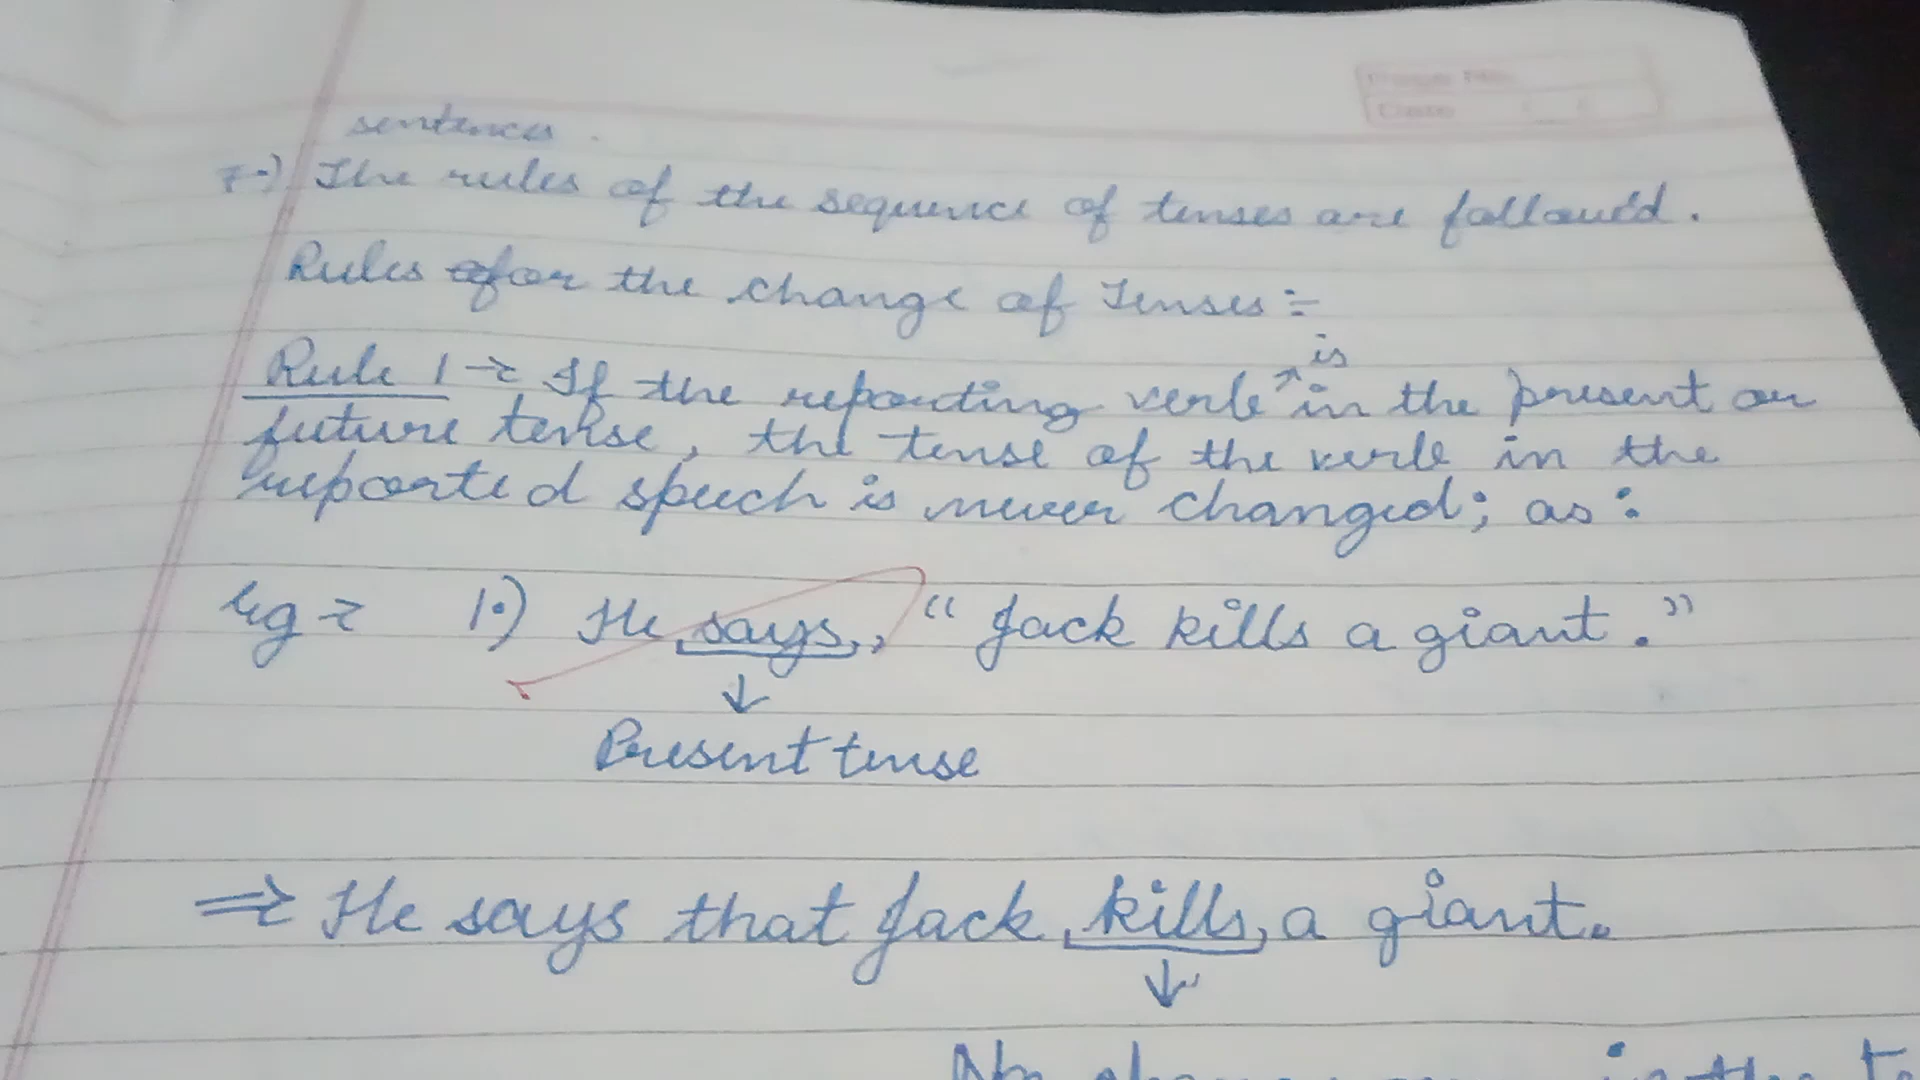 sentences.
7.) The rules of the sequence of tenses are followed.
Rules for the change of Tenses :-
is
Rule 1 → If the reporting verb in the present or
future tense, the tense of the verb in the
reported speech is never changed; as:
eg → 1.) He says, "Jack kills a giant."
↓
Present tense
⇒ He says that Jack kills a giant.
↓
No in the